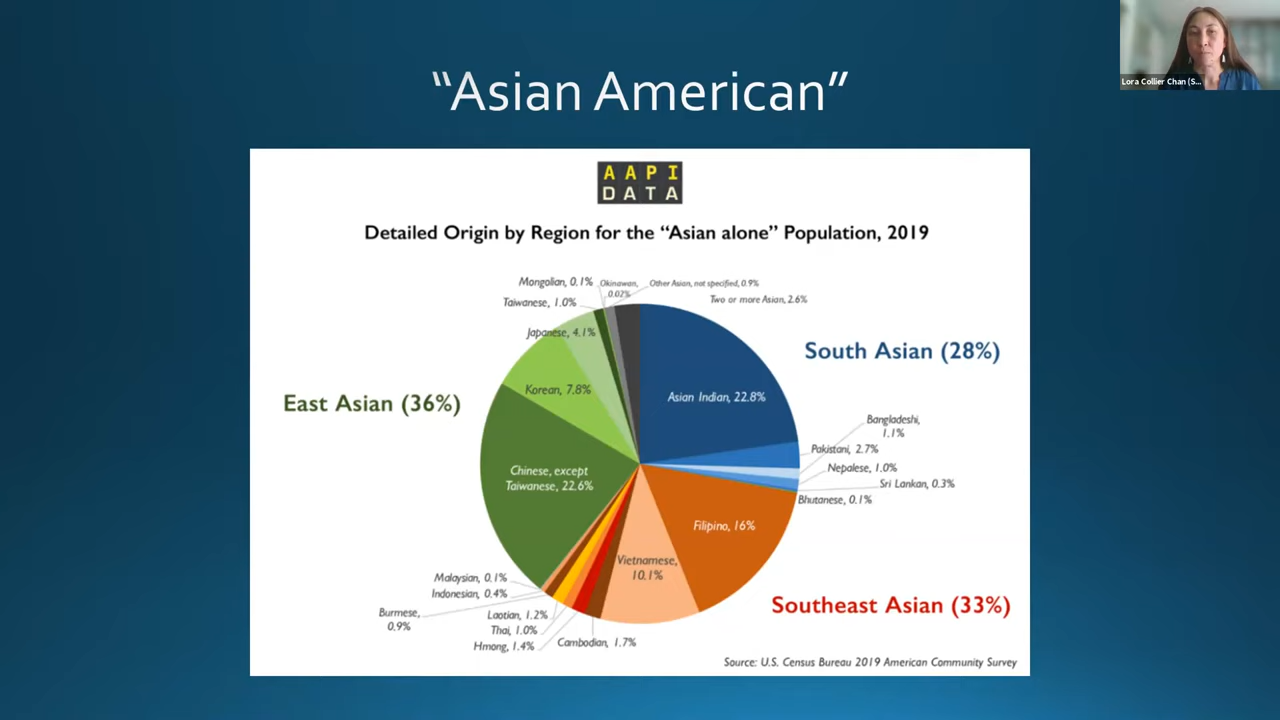 Lora Collier Chan (S...
“Asian American”
AAPI
DATA
Detailed Origin by Region for the “Asian alone” Population, 2019
Mongolian, 0.1%
Okinawan,
0.02%
Other Asian, not specified, 0.9%
Taiwanese, 1.0%
Two or more Asian, 2.6%
Japanese, 4.1%
South Asian (28%)
Korean, 7.8%
Asian Indian, 22.8%
East Asian (36%)
Bangladeshi,
1.1%
Pakistani, 2.7%
Chinese, except
Taiwanese, 22.6%
Nepalese, 1.0%
Sri Lankan, 0.3%
Bhutanese, 0.1%
Filipino, 16%
Vietnamese,
10.1%
Malaysian, 0.1%
Indonesian, 0.4%
Burmese,
0.9%
Laotian, 1.2%
Thai, 1.0%
Hmong, 1.4%
Cambodian, 1.7%
Southeast Asian (33%)
Source: U.S. Census Bureau 2019 American Community Survey